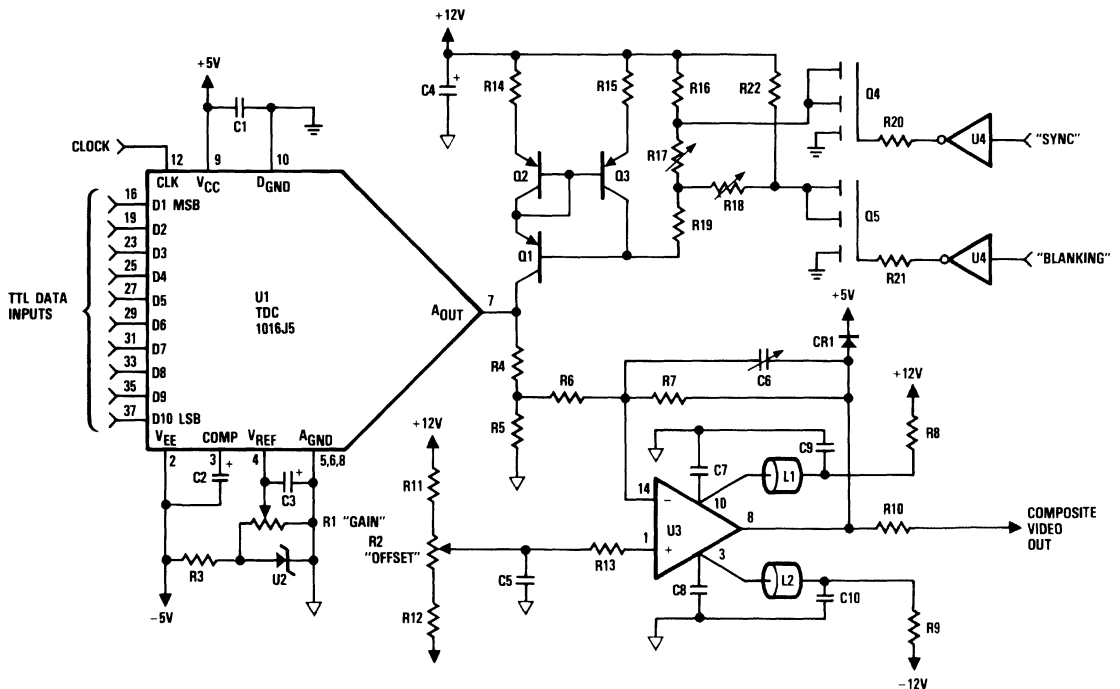 +12V
+5V
C4
+
R14
R15
R16
R22
Q4
C1
R20
U4
"SYNC"
CLOCK
12
9
10
CLK
VCC
DGND
R17
Q2
Q3
R18
Q5
16
D1 MSB
19
D2
23
D3
25
D4
27
D5
29
D6
31
D7
33
D8
35
D9
37
D10 LSB
TTL DATA
INPUTS
U1
TDC
1016J5
AOUT
7
Q1
R19
R21
U4
"BLANKING"
+5V
CR1
R4
C6
+12V
R6
R7
R5
R8
VEE
COMP
VREF
AGND
2
3
4
5,6,8
C2
+
C3
+
+12V
C9
C7
L1
R11
14
−
10
R1 "GAIN"
R2
"OFFSET"
U3
8
R10
COMPOSITE
VIDEO
OUT
1
+
3
R3
U2
C5
R13
C8
L2
C10
−5V
R12
R9
−12V